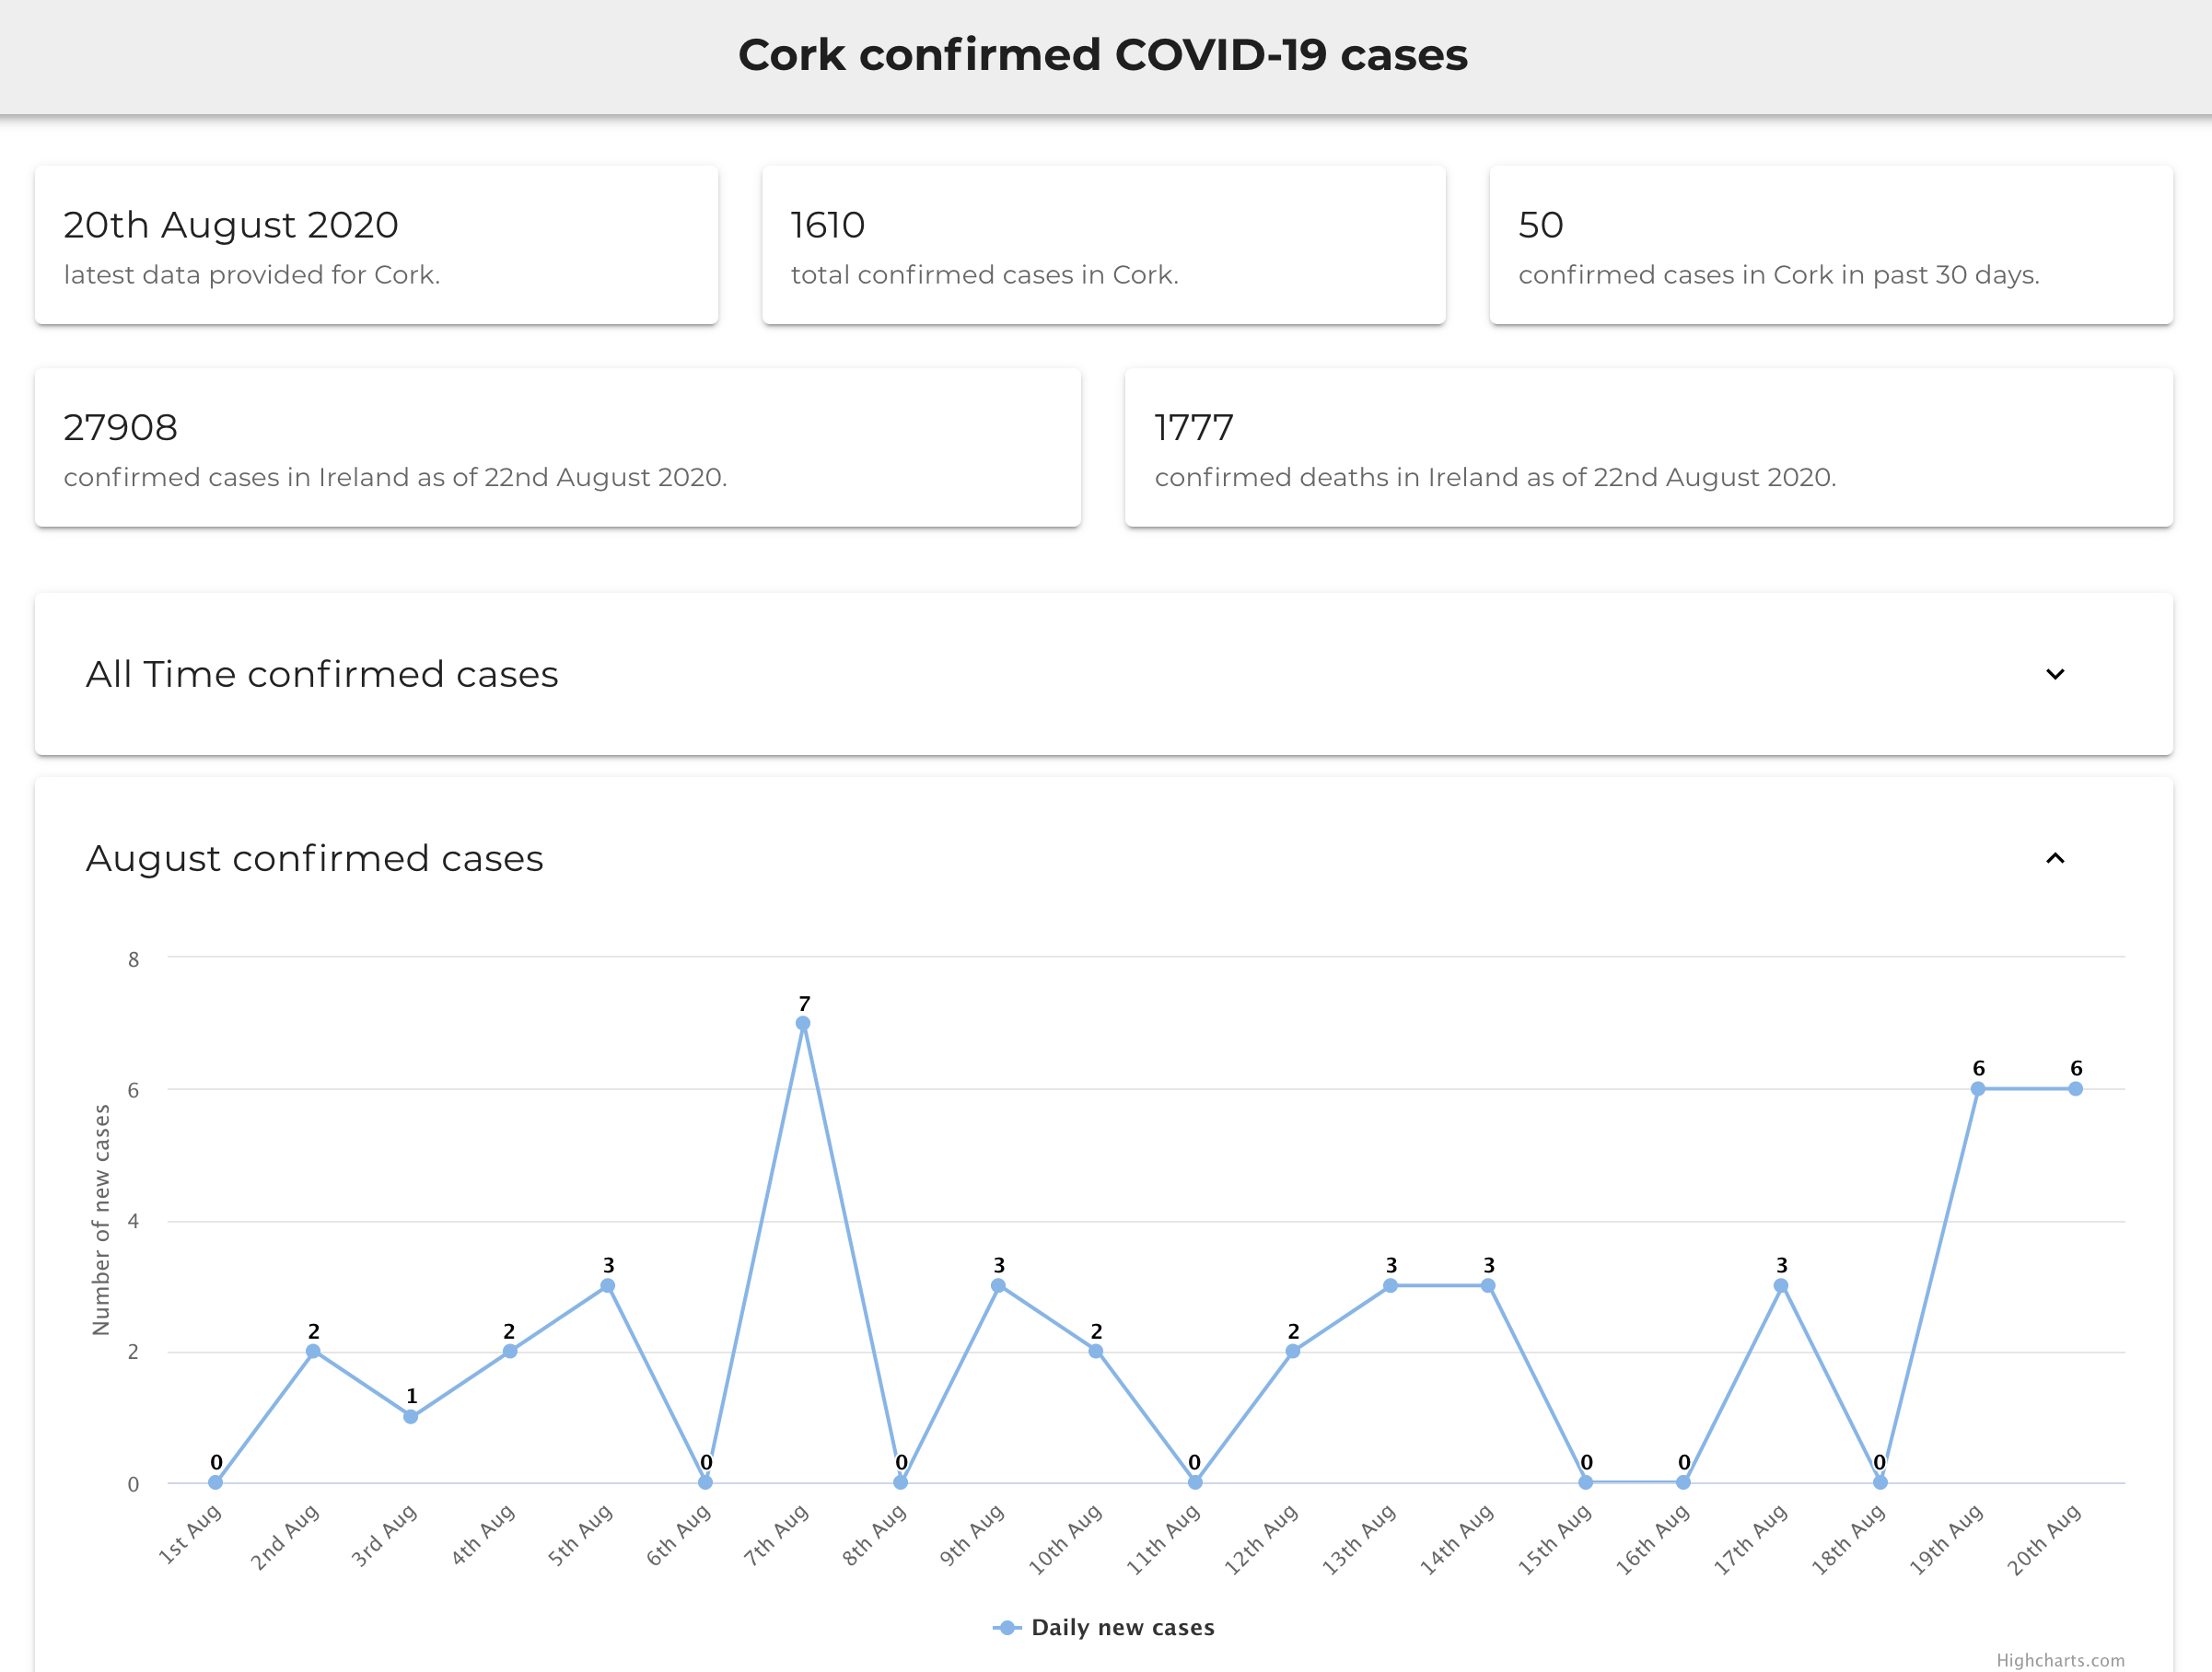 Cork confirmed COVID-19 cases
20th August 2020
latest data provided for Cork.
1610
total confirmed cases in Cork.
50
confirmed cases in Cork in past 30 days.
27908
confirmed cases in Ireland as of 22nd August 2020.
1777
confirmed deaths in Ireland as of 22nd August 2020.
All Time confirmed cases
August confirmed cases
Number of new cases
8
6
4
2
0
0
2
1
2
3
0
7
0
3
2
0
2
3
3
0
0
3
0
6
6
1st Aug
2nd Aug
3rd Aug
4th Aug
5th Aug
6th Aug
7th Aug
8th Aug
9th Aug
10th Aug
11th Aug
12th Aug
13th Aug
14th Aug
15th Aug
16th Aug
17th Aug
18th Aug
19th Aug
20th Aug
Daily new cases
Highcharts.com